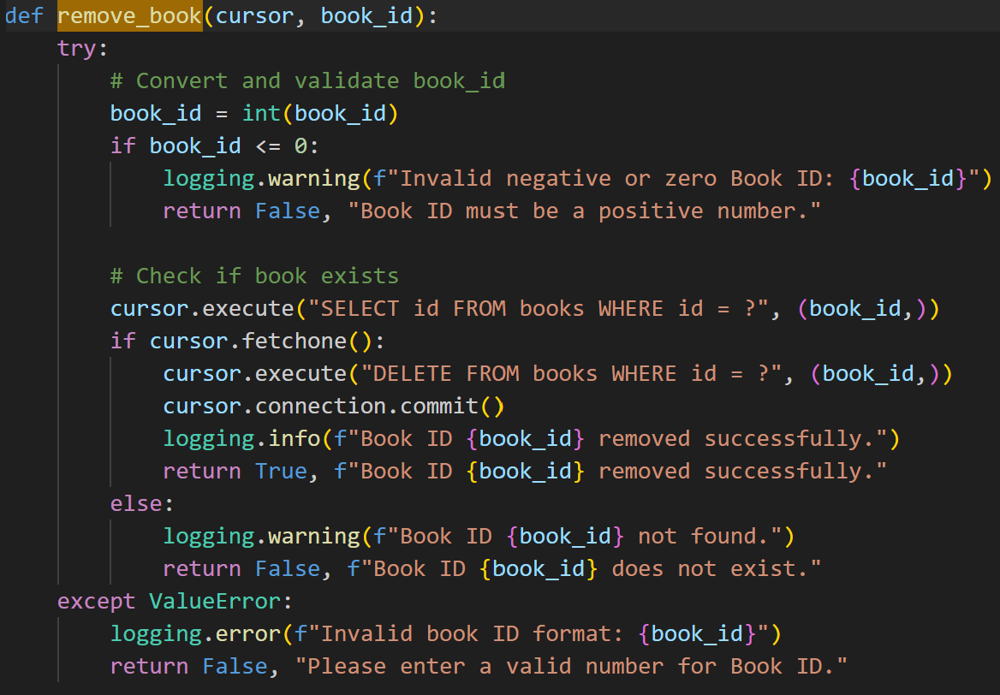 def remove_book(cursor, book_id):
    try:
        # Convert and validate book_id
        book_id = int(book_id)
        if book_id <= 0:
            logging.warning(f"Invalid negative or zero Book ID: {book_id}")
            return False, "Book ID must be a positive number."

        # Check if book exists
        cursor.execute("SELECT id FROM books WHERE id = ?", (book_id,))
        if cursor.fetchone():
            cursor.execute("DELETE FROM books WHERE id = ?", (book_id,))
            cursor.connection.commit()
            logging.info(f"Book ID {book_id} removed successfully.")
            return True, f"Book ID {book_id} removed successfully."
        else:
            logging.warning(f"Book ID {book_id} not found.")
            return False, f"Book ID {book_id} does not exist."
    except ValueError:
        logging.error(f"Invalid book ID format: {book_id}")
        return False, "Please enter a valid number for Book ID."